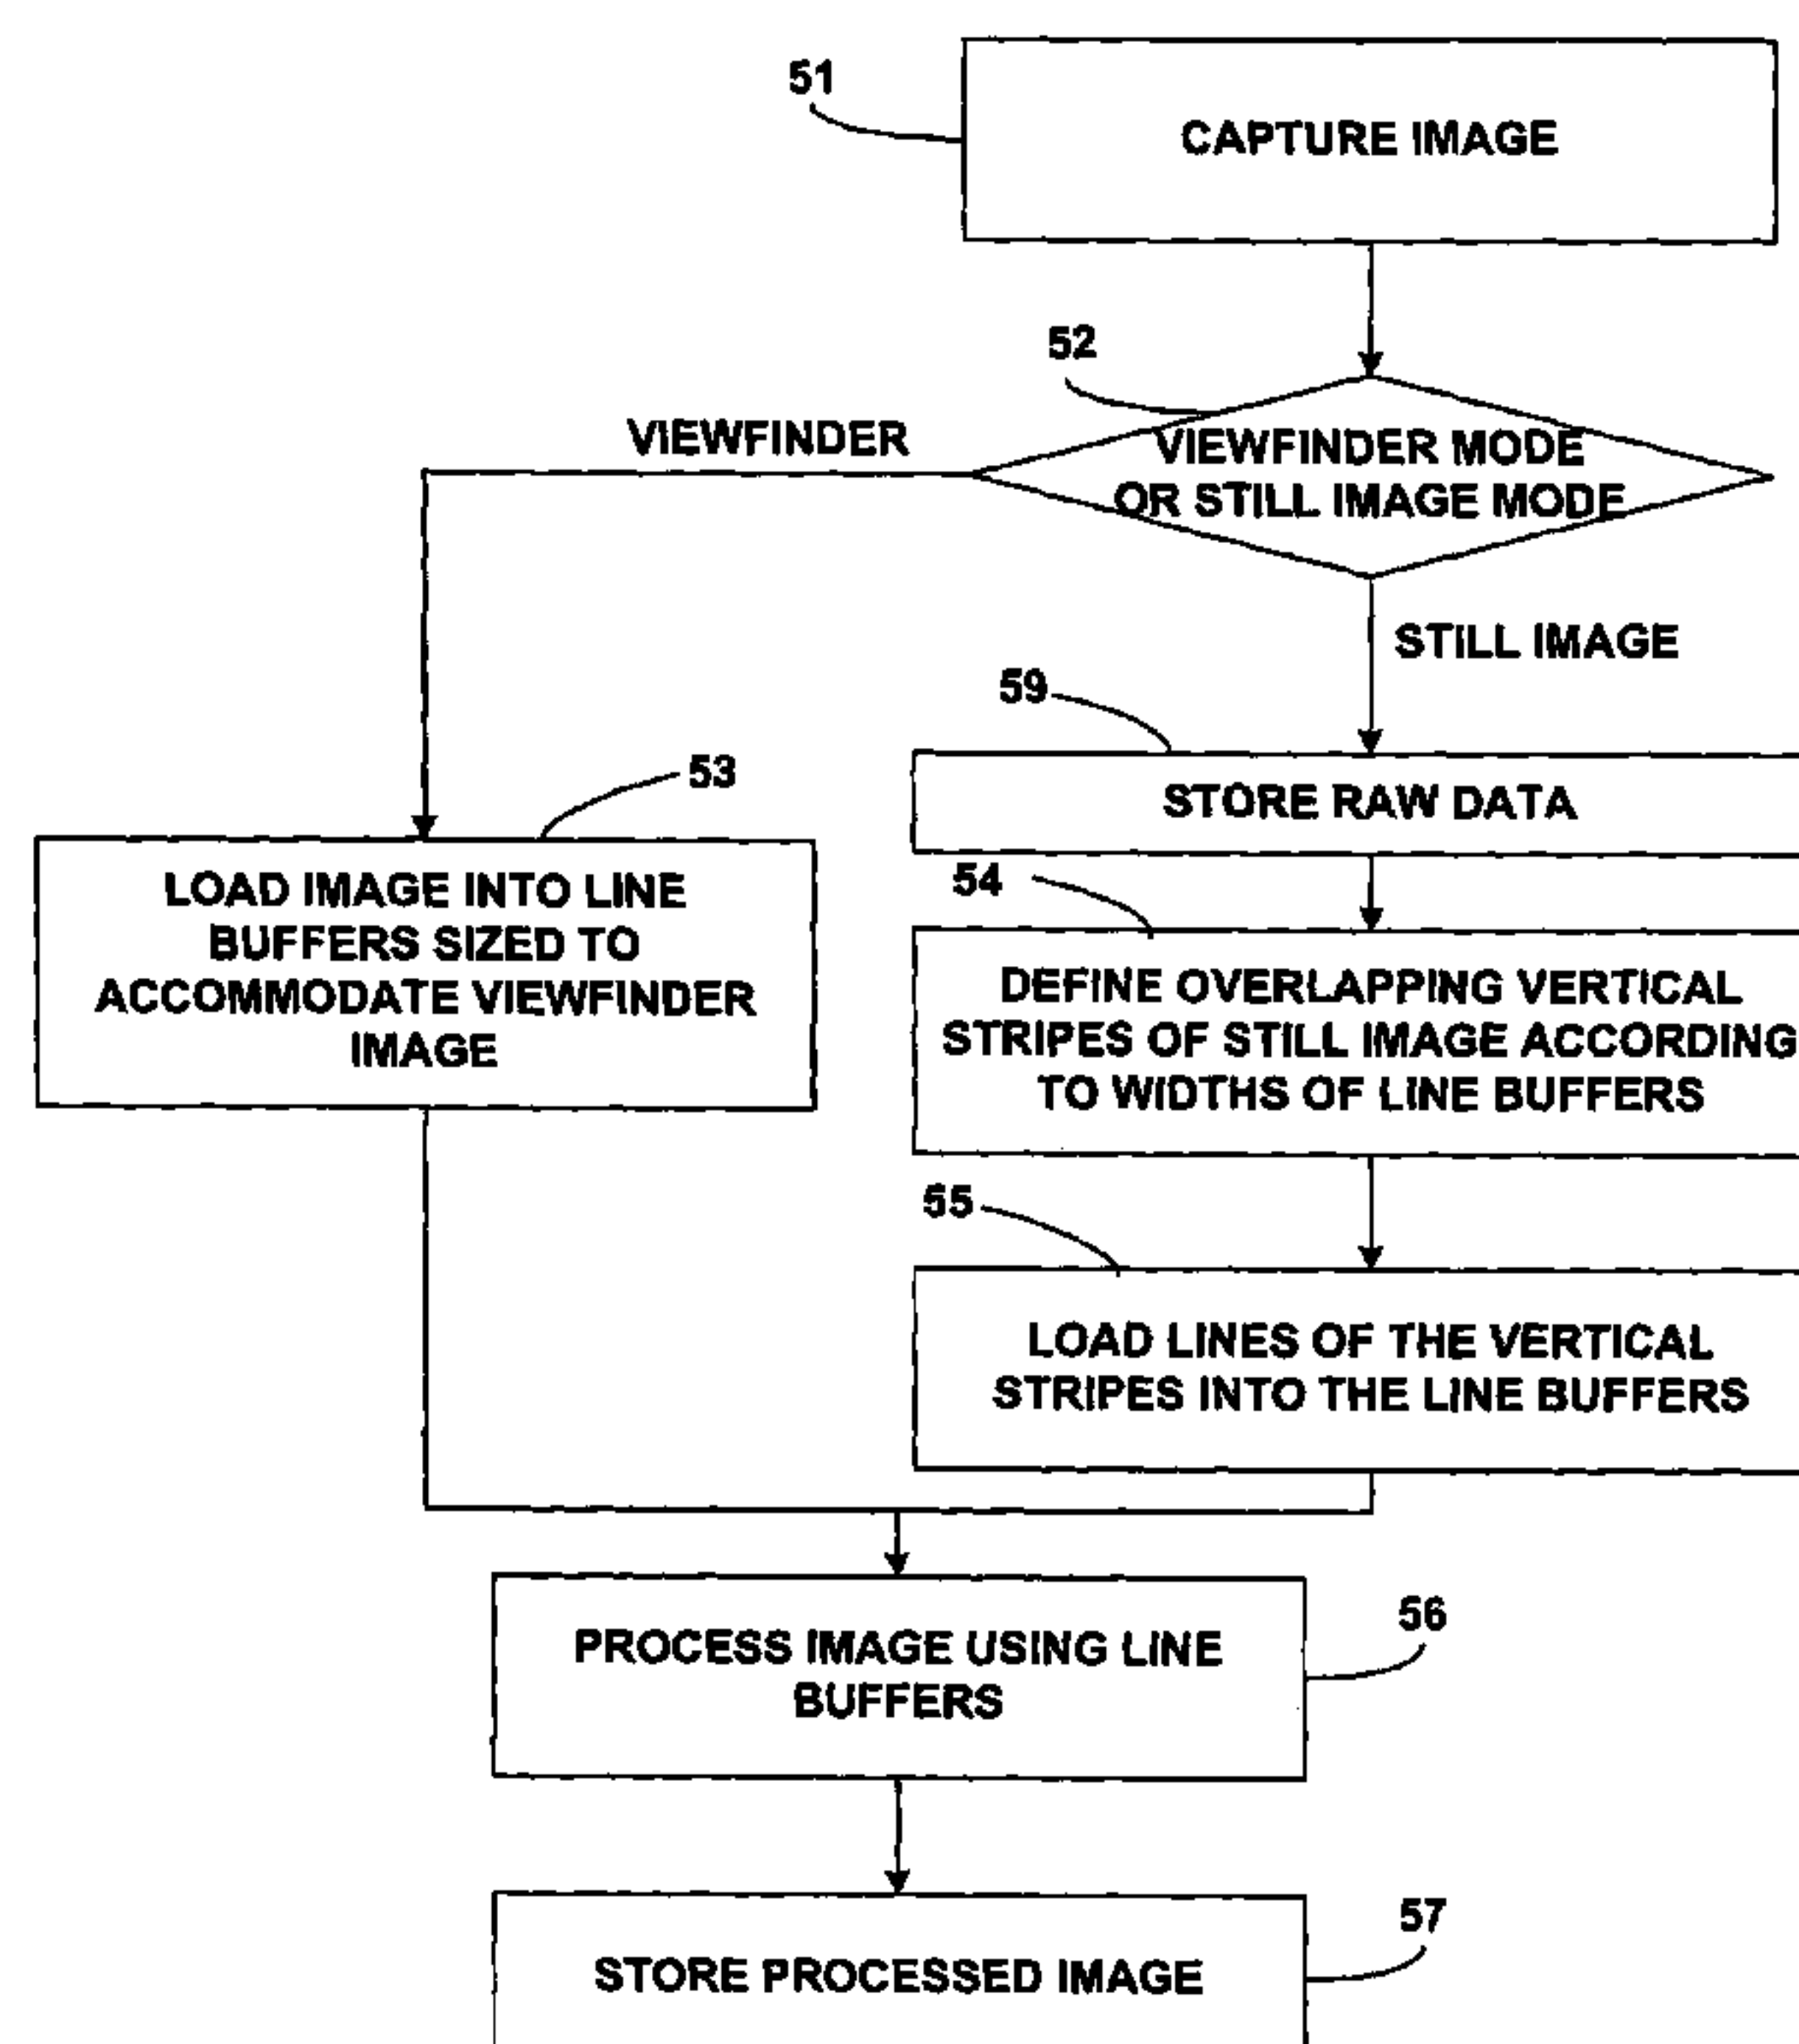 51
CAPTURE IMAGE
52
VIEWFINDER
VIEWFINDER MODE
OR STILL IMAGE MODE
STILL IMAGE
59
STORE RAW DATA
53
LOAD IMAGE INTO LINE
BUFFERS SIZED TO
ACCOMMODATE VIEWFINDER
IMAGE
54
DEFINE OVERLAPPING VERTICAL
STRIPES OF STILL IMAGE ACCORDING
TO WIDTHS OF LINE BUFFERS
55
LOAD LINES OF THE VERTICAL
STRIPES INTO THE LINE BUFFERS
56
PROCESS IMAGE USING LINE
BUFFERS
57
STORE PROCESSED IMAGE